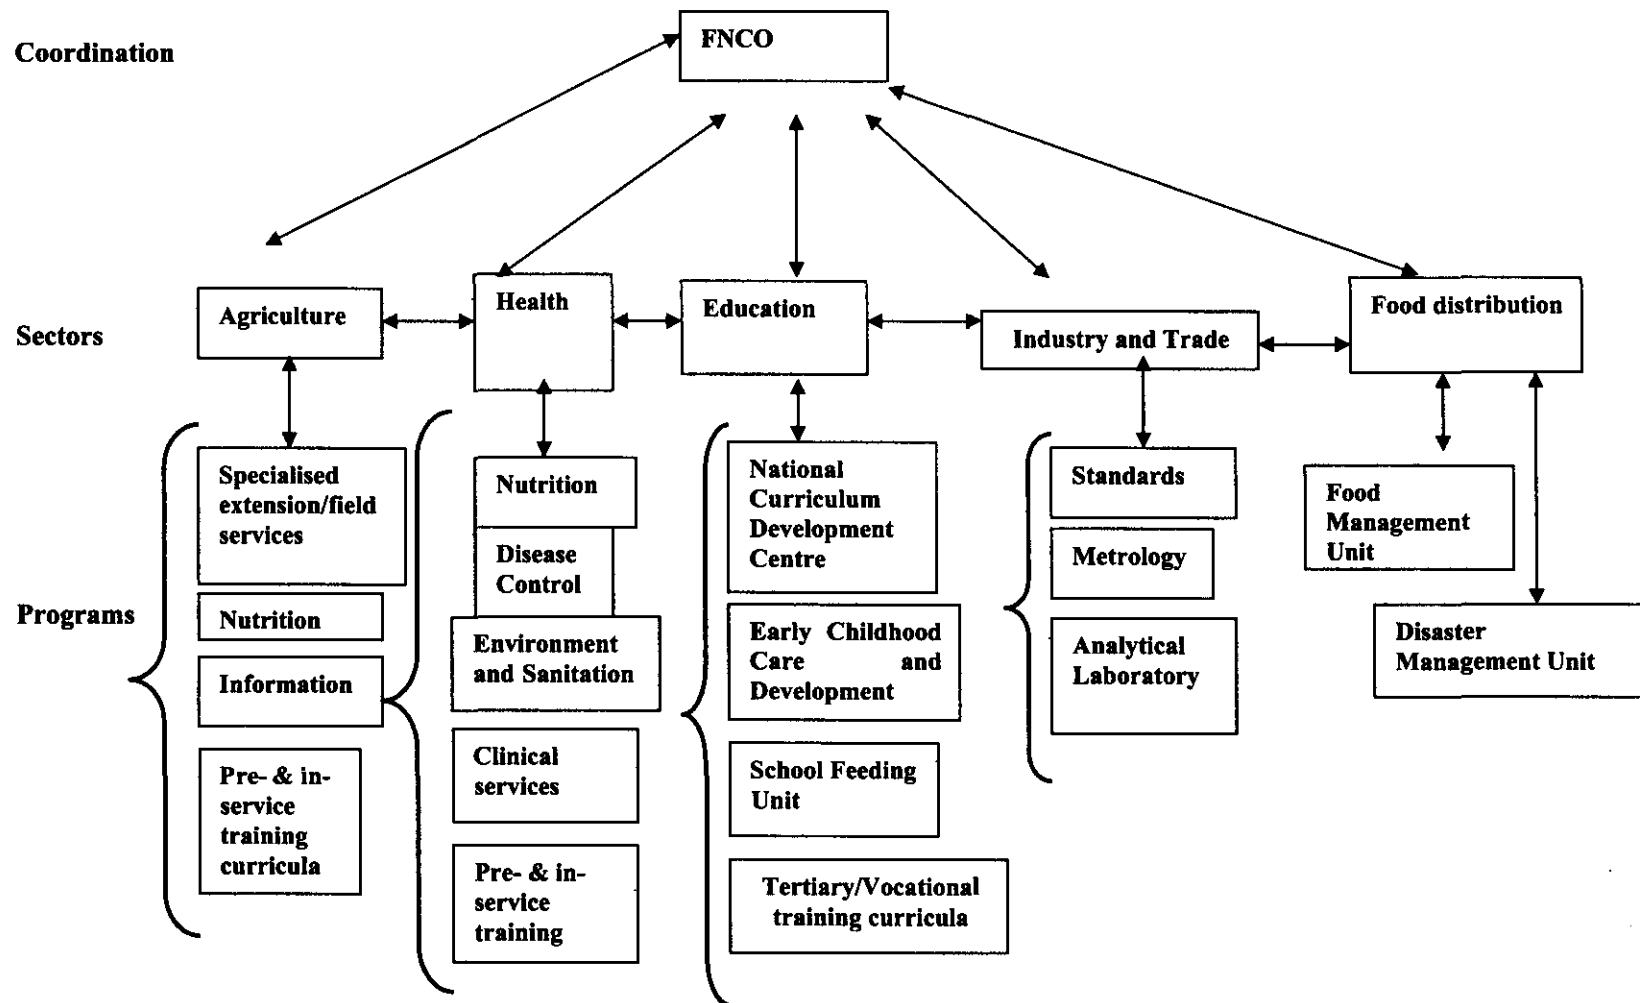 FNCO
Coordination
Agriculture
Health
Education
Industry and Trade
Food distribution
Sectors
Programs
Specialised
extension/field
services
Nutrition
Information
Pre- & in-
service
training
curricula
Nutrition
Disease
Control
Environment
and Sanitation
Clinical
services
Pre- & in-
service
training
National
Curriculum
Development
Centre
Early Childhood
Care and
Development
School Feeding
Unit
Tertiary/Vocational
training curricula
Standards
Metrology
Analytical
Laboratory
Food
Management
Unit
Disaster
Management Unit